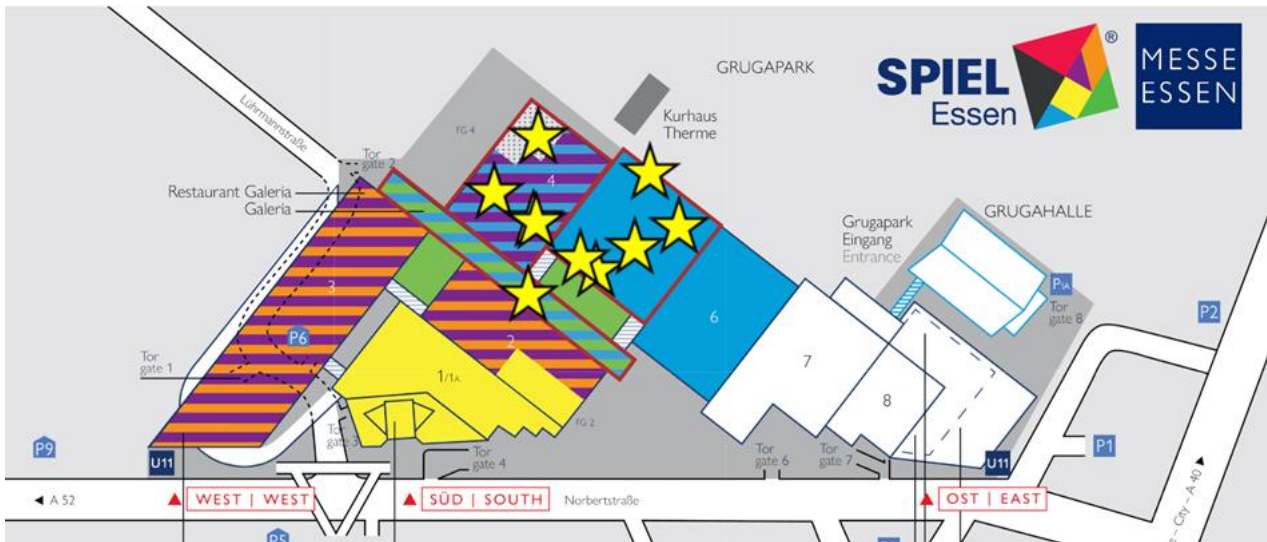 GRUGAPARK
SPIEL
Essen
®
MESSE
ESSEN
Lührmannstraße
FG 4
Kurhaus
Therme
Tor
gate 2
Restaurant Galeria
Galeria
4
Grugapark
Eingang
Entrance
GRUGAHALLE
P5A
Tor
gate 8
P2
3
P6
2
6
7
8
Tor
gate 1
1/1A
FG 2
Tor
gate 3
Tor
gate 4
Tor
gate 6
Tor
gate 7
P9
U11
U11
P1
◄ A 52
▲ WEST | WEST
▲ SÜD | SOUTH
Norbertstraße
▲ OST | EAST
e – City – A 40 ►
P5